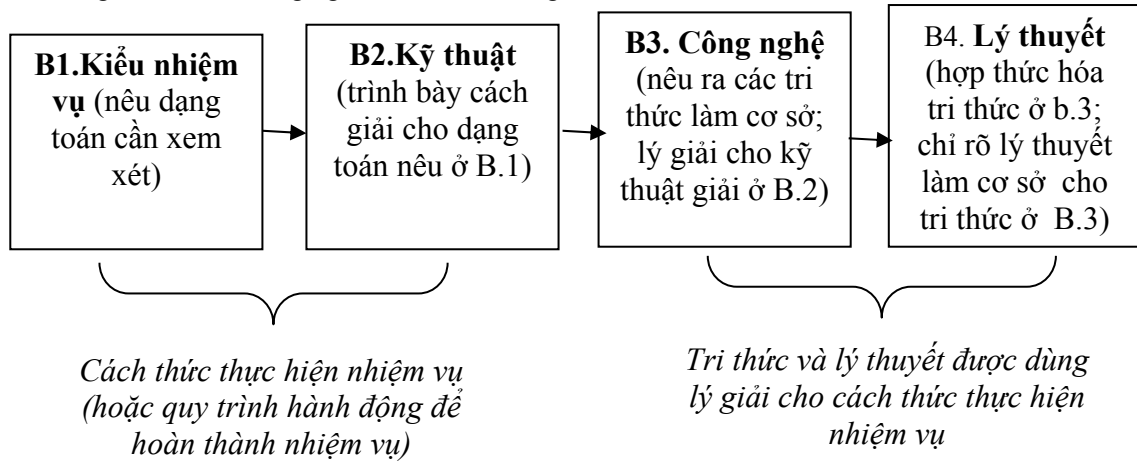 B1.Kiểu nhiệm
vụ (nêu dạng
toán cần xem
xét)
B2.Kỹ thuật
(trình bày cách
giải cho dạng
toán nêu ở B.1)
B3. Công nghệ
(nêu ra các tri
thức làm cơ sở;
lý giải cho kỹ
thuật giải ở B.2)
B4. Lý thuyết
(hợp thức hóa
tri thức ở b.3;
chỉ rõ lý thuyết
làm cơ sở cho
tri thức ở B.3)
Cách thức thực hiện nhiệm vụ
(hoặc quy trình hành động để
hoàn thành nhiệm vụ)
Tri thức và lý thuyết được dùng
lý giải cho cách thức thực hiện
nhiệm vụ